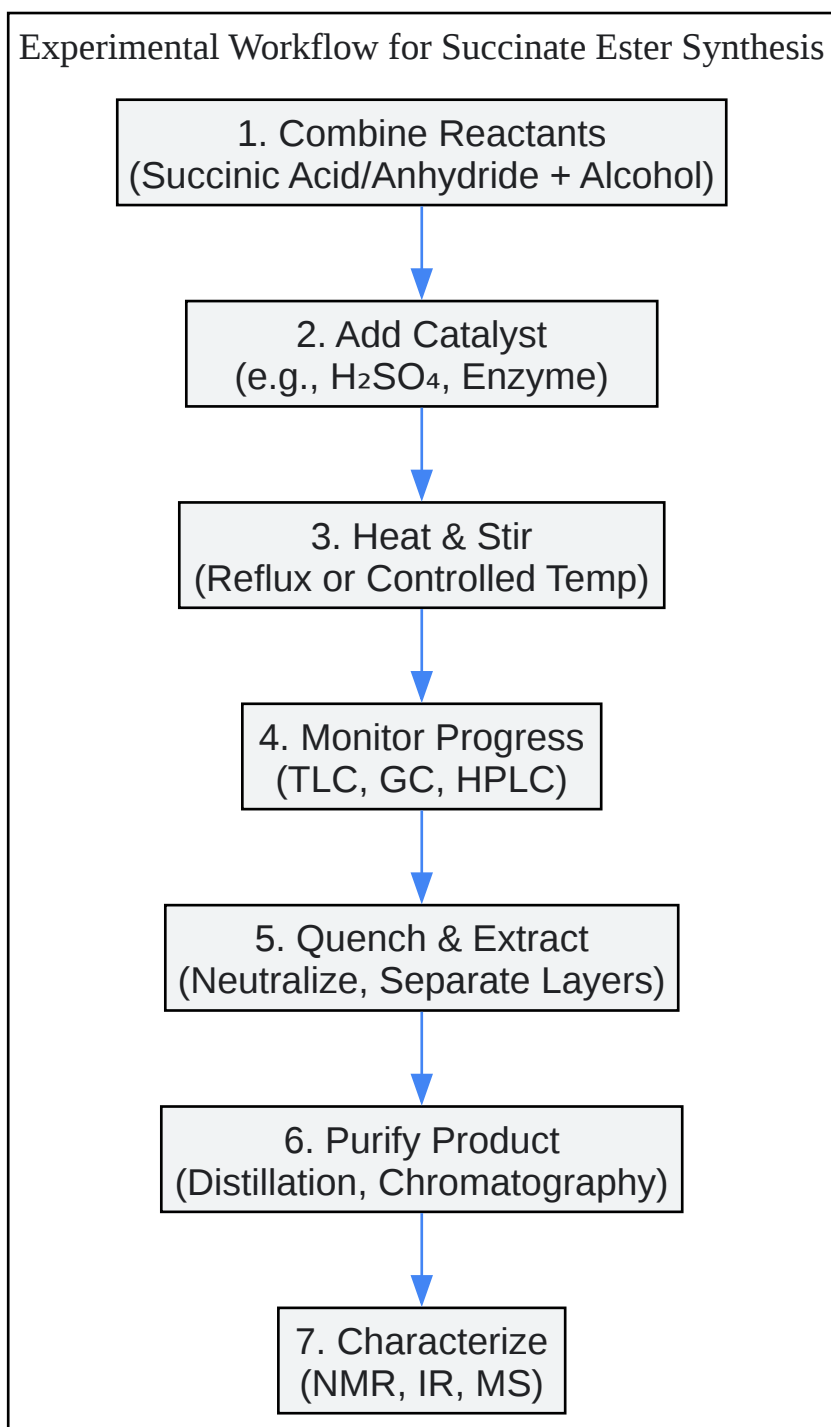 Experimental Workflow for Succinate Ester Synthesis
1. Combine Reactants
(Succinic Acid/Anhydride + Alcohol)
2. Add Catalyst
(e.g., H₂SO₄, Enzyme)
3. Heat & Stir
(Reflux or Controlled Temp)
4. Monitor Progress
(TLC, GC, HPLC)
5. Quench & Extract
(Neutralize, Separate Layers)
6. Purify Product
(Distillation, Chromatography)
7. Characterize
(NMR, IR, MS)